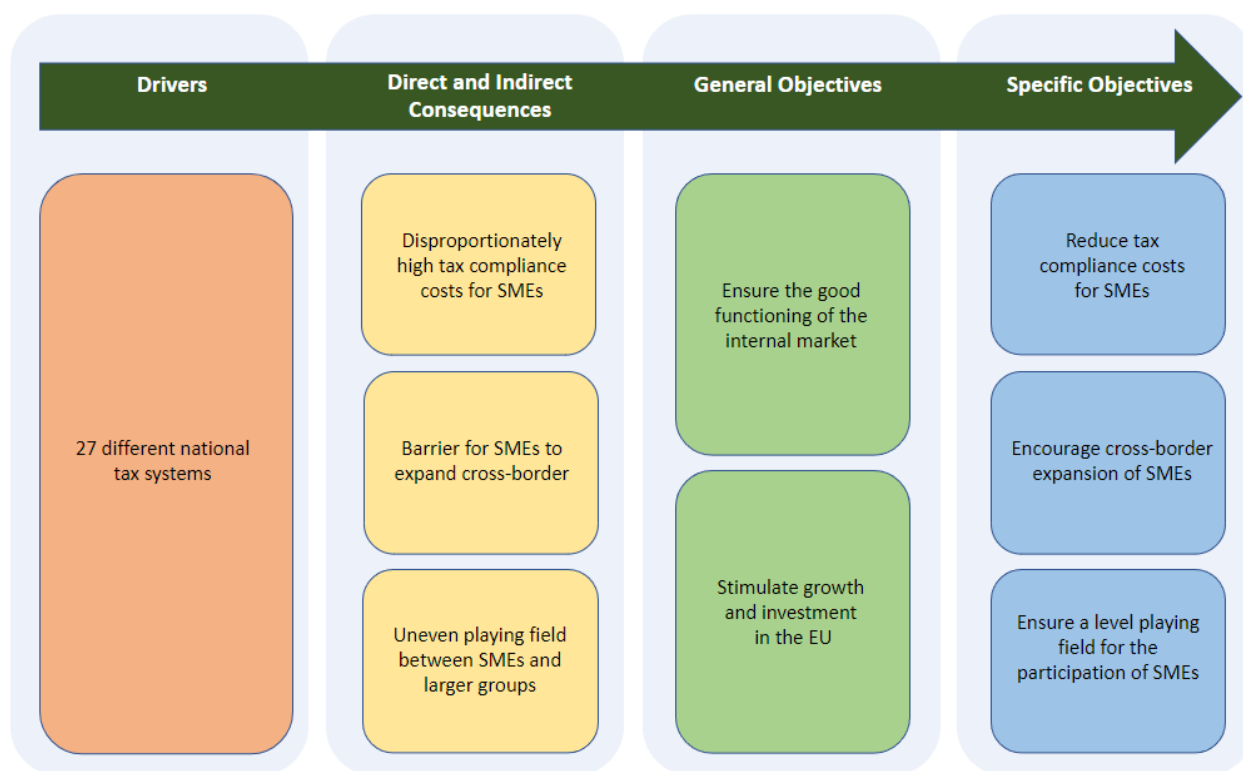 Drivers
Direct and Indirect
Consequences
General Objectives
Specific Objectives
27 different national
tax systems
Disproportionately
high tax compliance
costs for SMEs
Barrier for SMEs to
expand cross-border
Uneven playing field
between SMEs and
larger groups
Ensure the good
functioning of the
internal market
Stimulate growth
and investment
in the EU
Reduce tax
compliance costs
for SMEs
Encourage cross-border
expansion of SMEs
Ensure a level playing
field for the
participation of SMEs